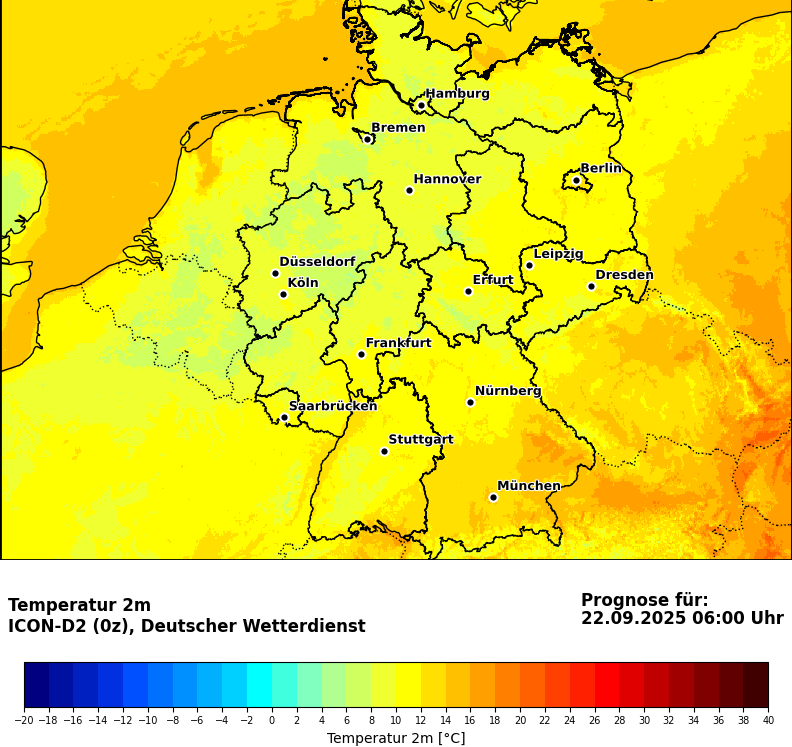 Hamburg
Bremen
Berlin
Hannover
Leipzig
Düsseldorf
Dresden
Köln
Erfurt
Frankfurt
Nürnberg
Saarbrücken
Stuttgart
München
Temperatur 2m
ICON-D2 (0z), Deutscher Wetterdienst
Prognose für:
22.09.2025 06:00 Uhr
−20 −18 −16 −14 −12 −10 −8 −6 −4 −2 0 2 4 6 8 10 12 14 16 18 20 22 24 26 28 30 32 34 36 38 40
Temperatur 2m [°C]